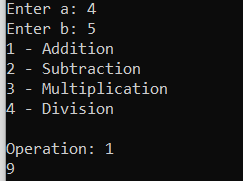 Enter a: 4
Enter b: 5
1 - Addition
2 - Subtraction
3 - Multiplication
4 - Division
Operation: 1
9